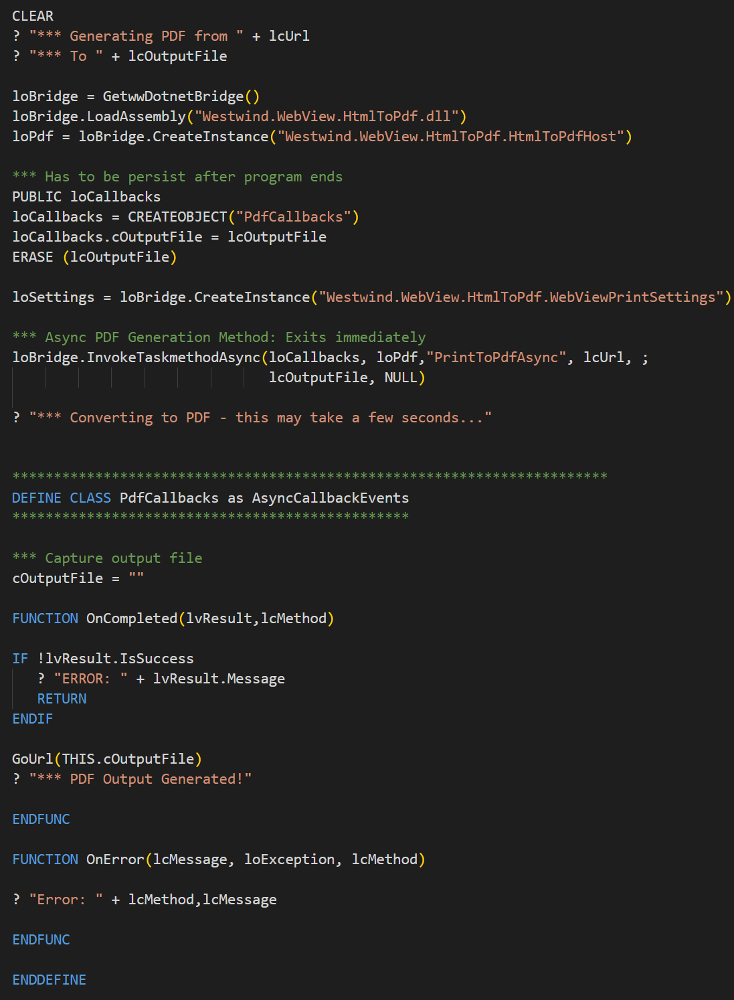 CLEAR
? "*** Generating PDF from " + lcUrl
? "*** To " + lcOutputFile
loBridge = GetwwDotnetBridge()
loBridge.LoadAssembly("Westwind.WebView.HtmlToPdf.dll")
loPdf = loBridge.CreateInstance("Westwind.WebView.HtmlToPdf.HtmlToPdfHost")
*** Has to be persist after program ends
PUBLIC loCallbacks
loCallbacks = CREATEOBJECT("PdfCallbacks")
loCallbacks.cOutputFile = lcOutputFile
ERASE (lcOutputFile)
loSettings = loBridge.CreateInstance("Westwind.WebView.HtmlToPdf.WebViewPrintSettings")
*** Async PDF Generation Method: Exits immediately
loBridge.InvokeTaskmethodAsync(loCallbacks, loPdf,"PrintToPdfAsync", lcUrl, ;
lcOutputFile, NULL)
? "*** Converting to PDF - this may take a few seconds..."
************************************************************************
DEFINE CLASS PdfCallbacks as AsyncCallbackEvents
************************************************
*** Capture output file
cOutputFile = ""
FUNCTION OnCompleted(lvResult,lcMethod)
IF !lvResult.IsSuccess
? "ERROR: " + lvResult.Message
RETURN
ENDIF
GoUrl(THIS.cOutputFile)
? "*** PDF Output Generated!"
ENDFUNC
FUNCTION OnError(lcMessage, loException, lcMethod)
? "Error: " + lcMethod,lcMessage
ENDFUNC
ENDDEFINE